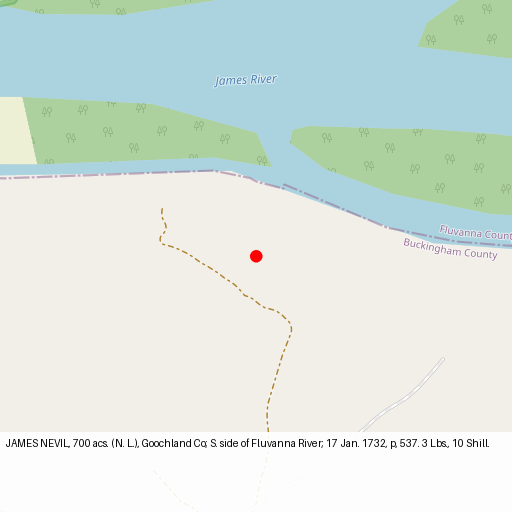 James River
Fluvanna Count
Buckingham County
JAMES NEVIL, 700 acs. (N. L.), Goochland Co; S. side of Fluvanna River; 17 Jan. 1732, p, 537. 3 Lbs., 10 Shill.